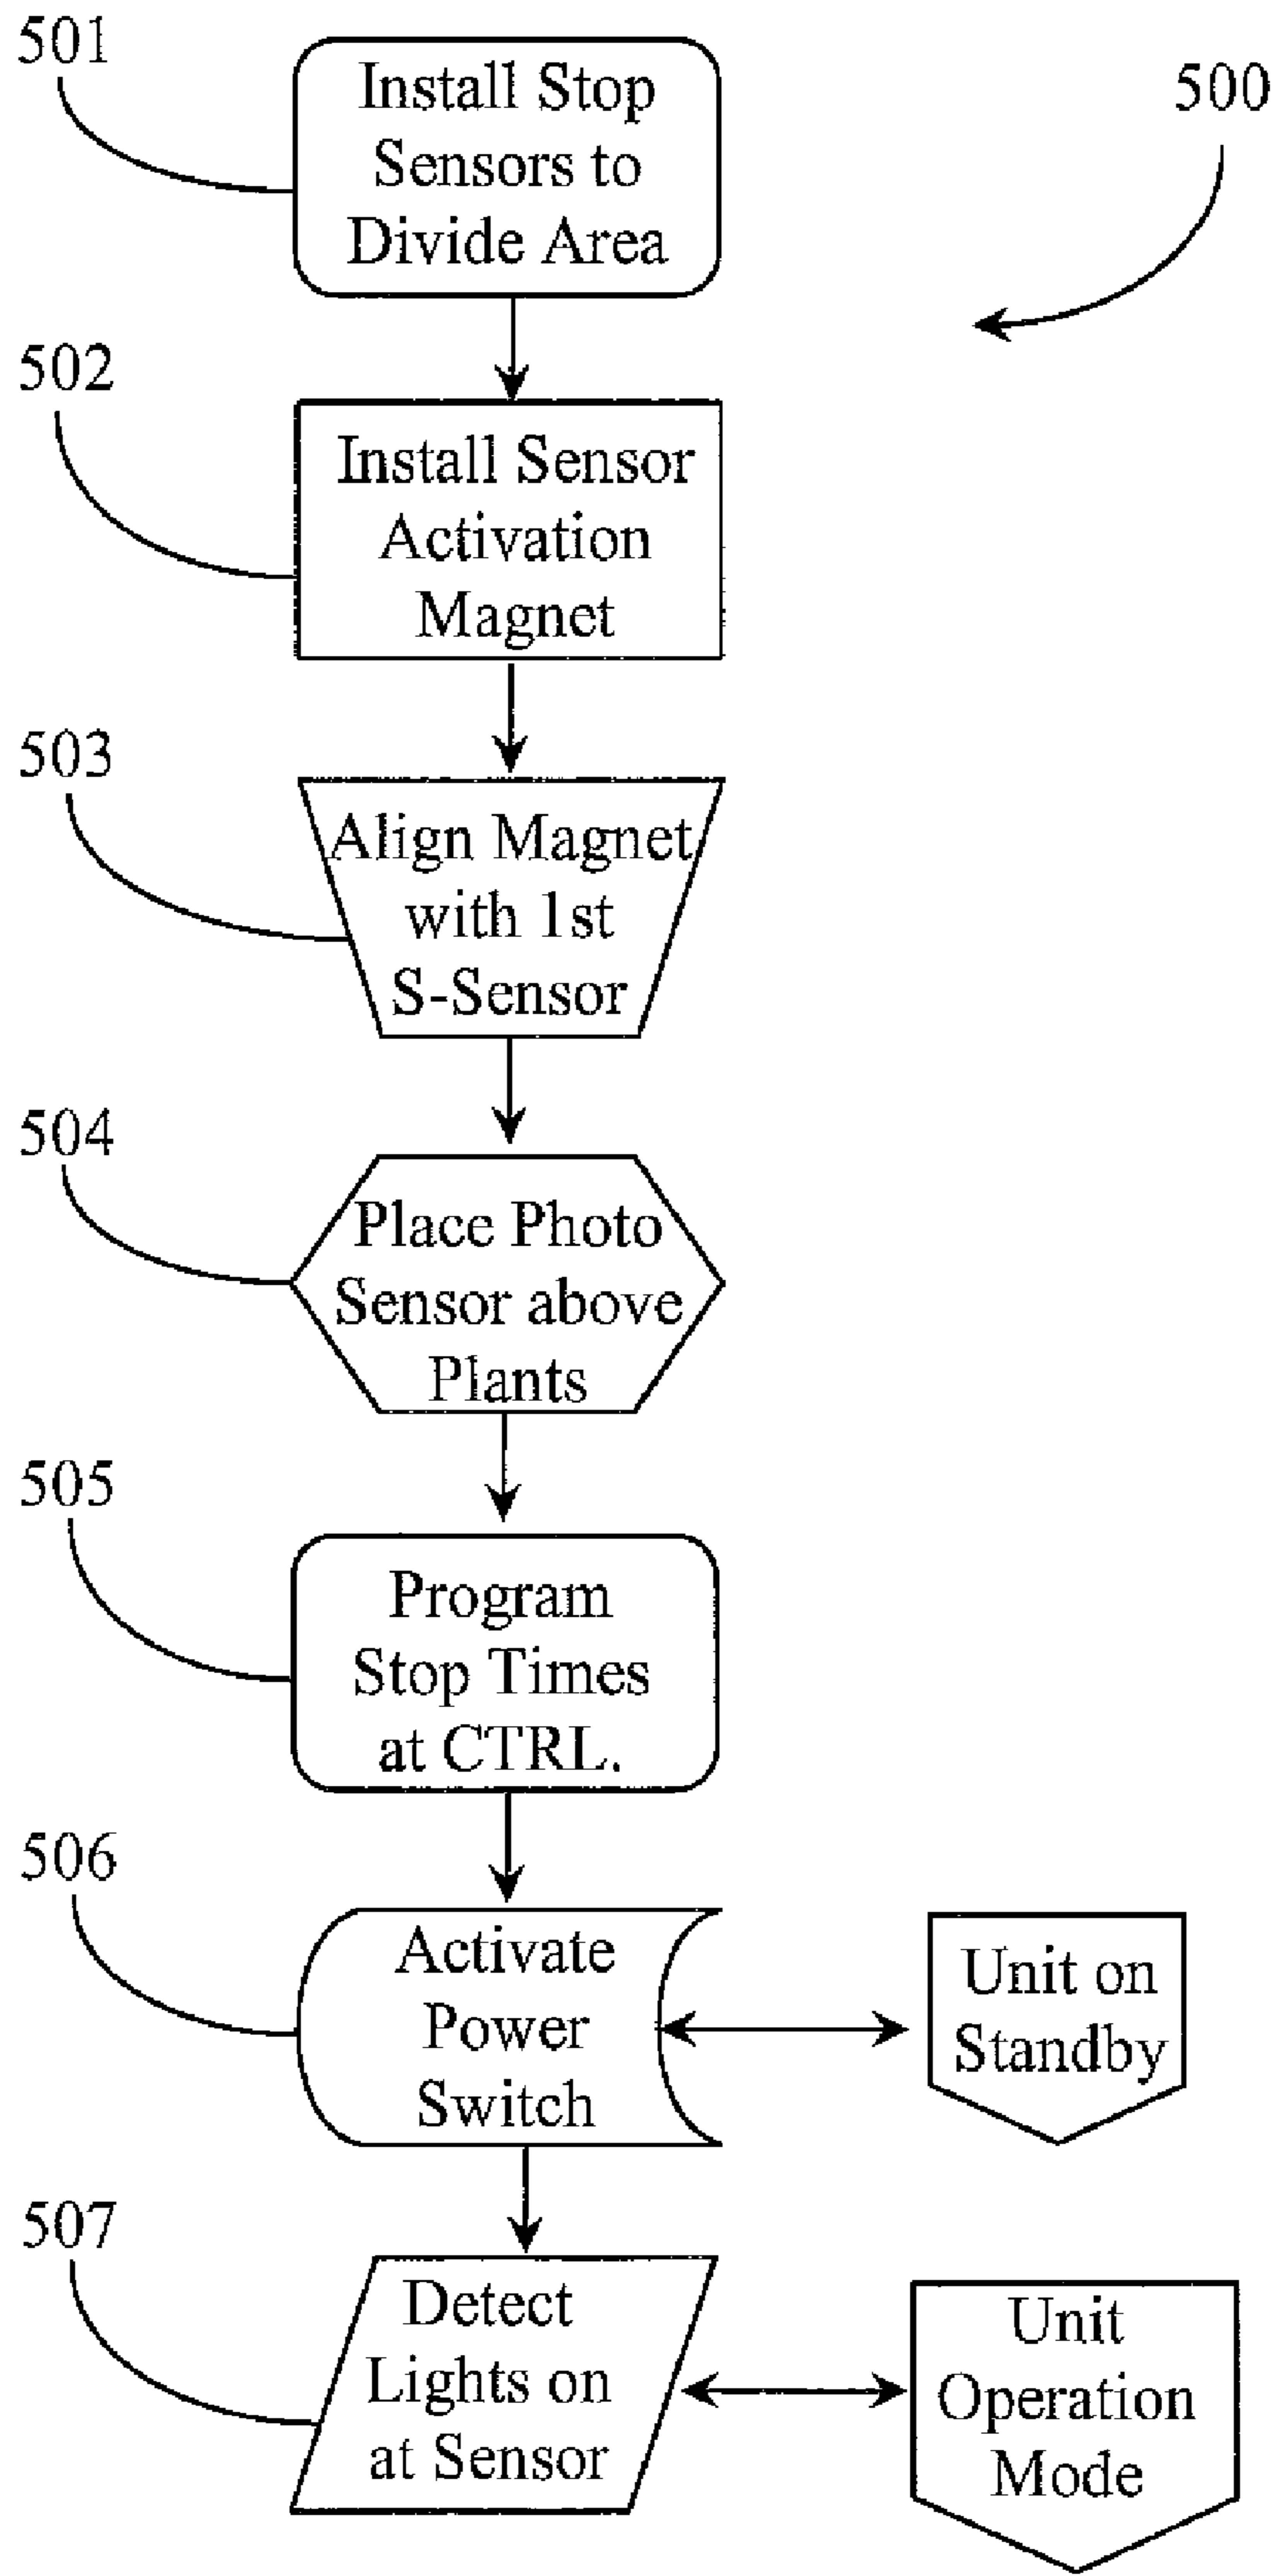 501
Install Stop
Sensors to
Divide Area
500
502
Install Sensor
Activation
Magnet
503
Align Magnet
with 1st
S-Sensor
504
Place Photo
Sensor above
Plants
505
Program
Stop Times
at CTRL.
506
Activate
Power
Switch
Unit on
Standby
507
Detect
Lights on
at Sensor
Unit
Operation
Mode